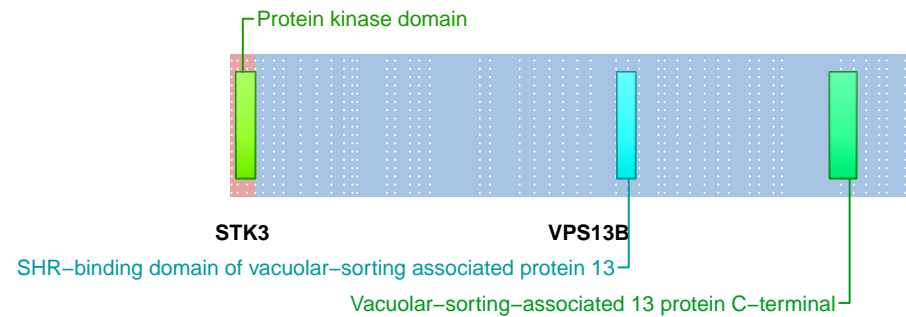 Protein kinase domain
STK3 VPS13B
SHR−binding domain of vacuolar−sorting associated protein 13
Vacuolar−sorting−associated 13 protein C−terminal